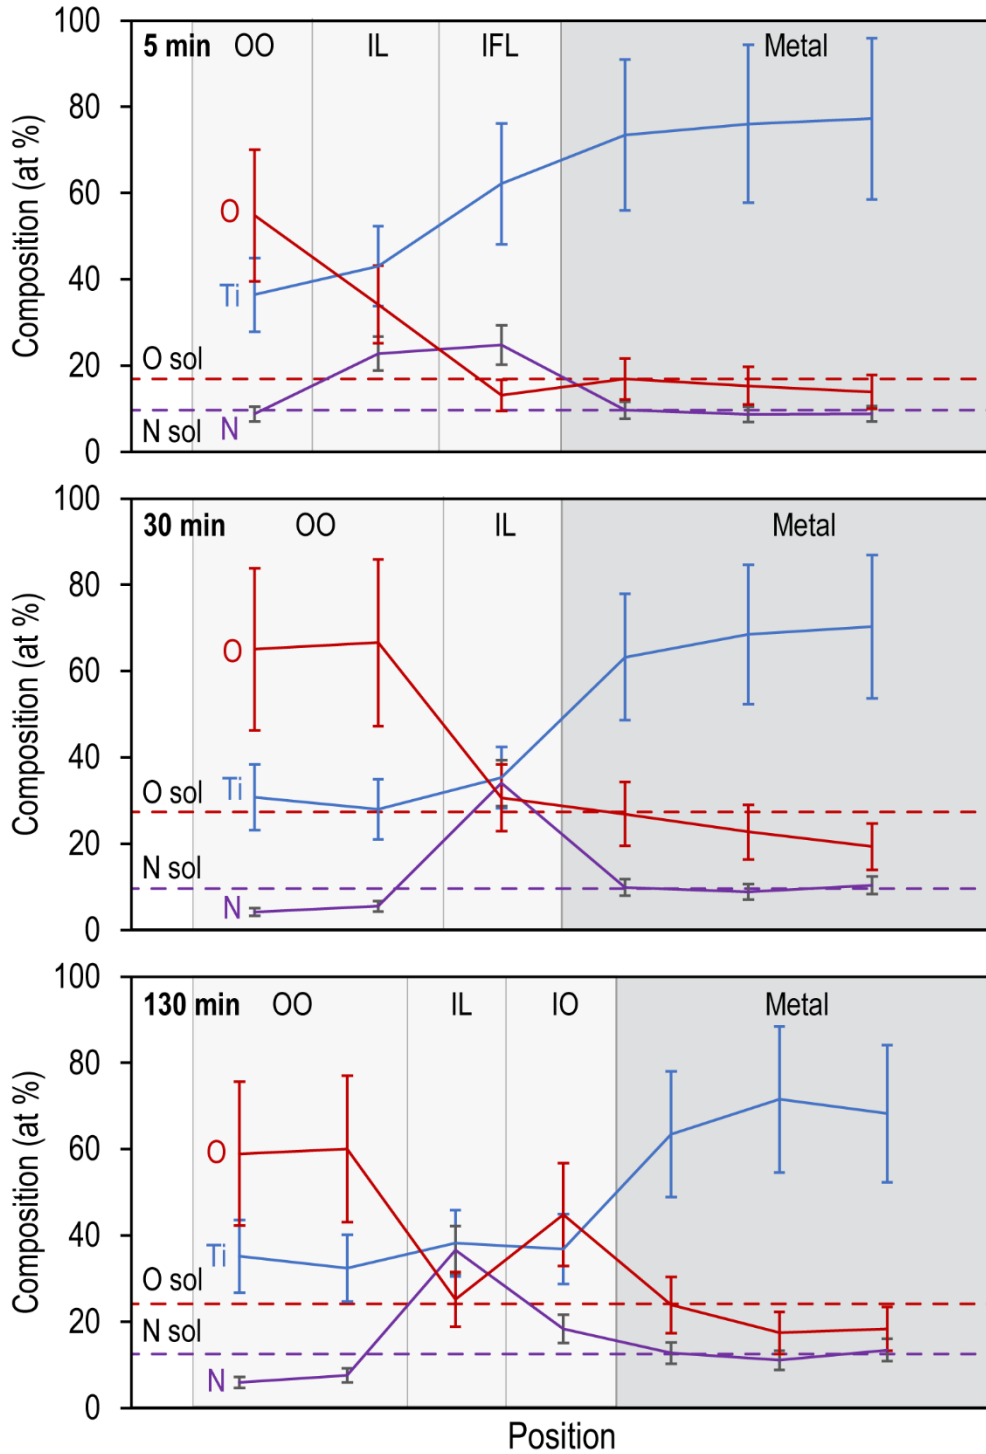 100
5 min OO IL IFL Metal
80
60
O
40
Ti
O sol
20
N sol N
0
Composition (at %)
100
30 min OO IL Metal
80
60
O
40
O sol Ti
20
N sol
N
0
Composition (at %)
100
130 min OO IL IO Metal
80
60
O
40
Ti
O sol
20
N sol
N
0
Composition (at %)
Position